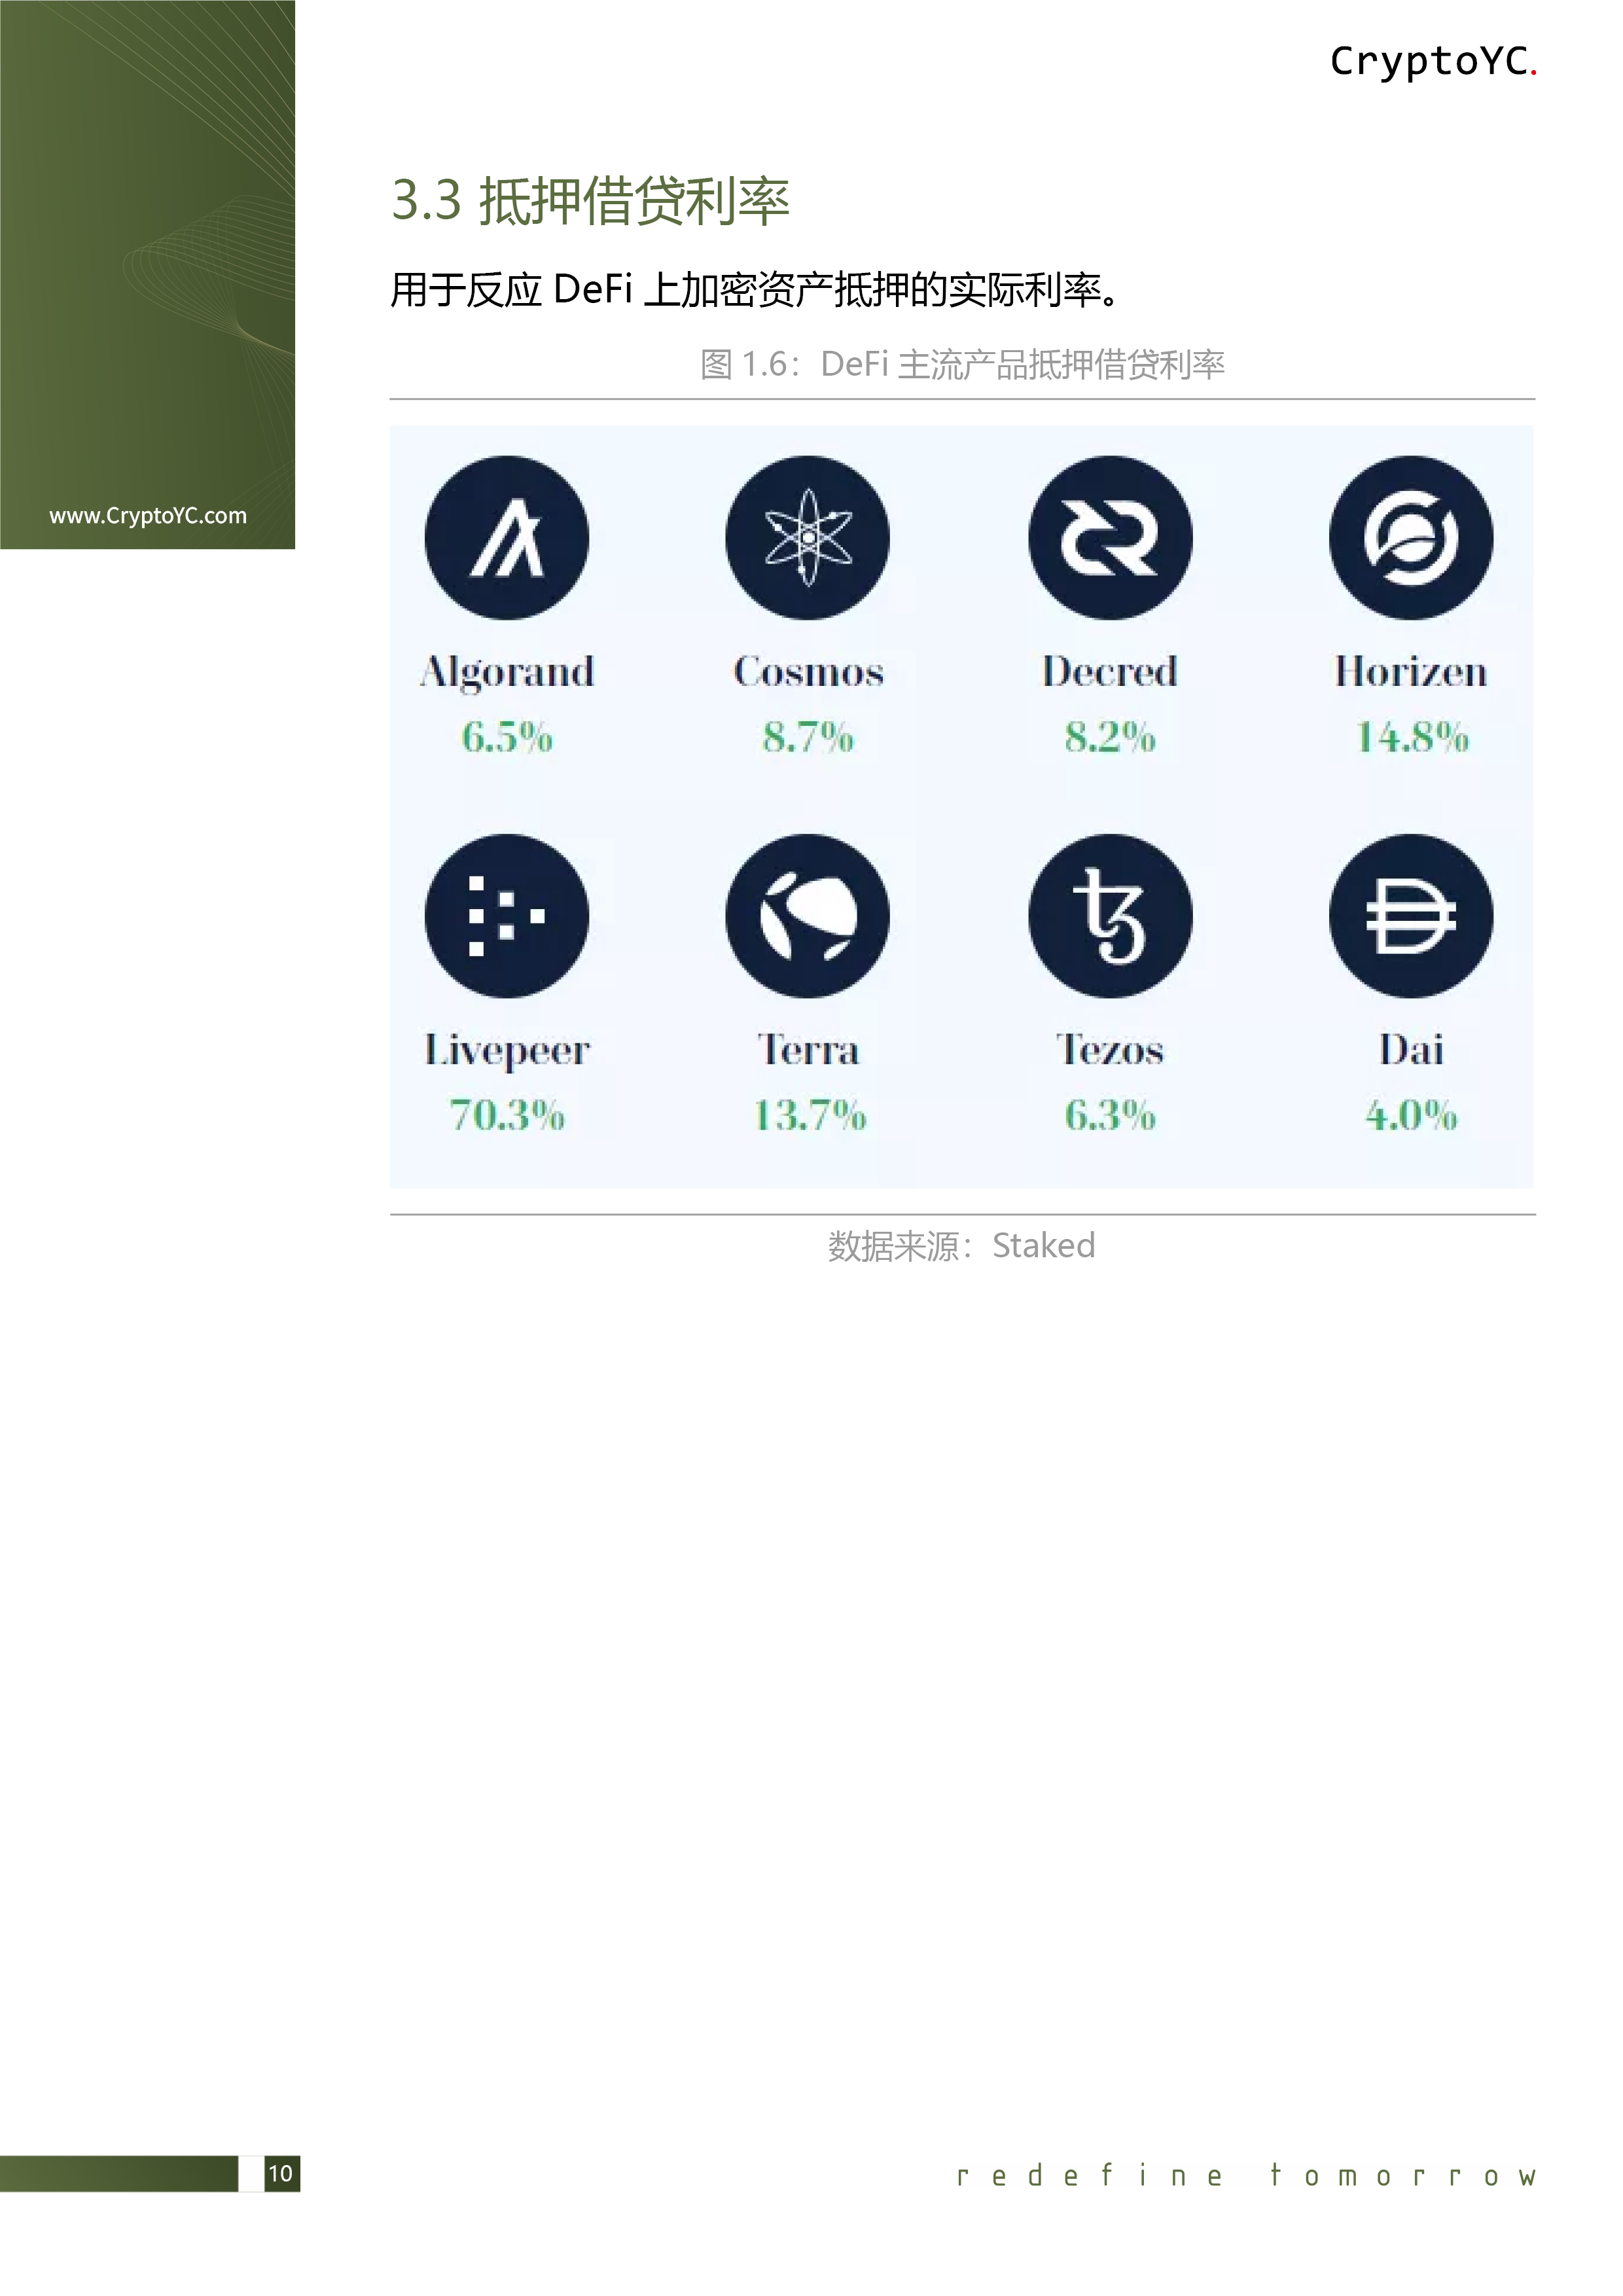 CryptoYC.
www.CryptoYC.com
3.3 抵押借贷利率
用于反应 DeFi 上加密资产抵押的实际利率。
图 1.6：DeFi 主流产品抵押借贷利率
Algorand Cosmos Decred Horizen
6.5% 8.7% 8.2% 14.8%
Livepeer Terra Tezos Dai
70.3% 13.7% 6.3% 4.0%
数据来源：Staked
10
redefine tomorrow